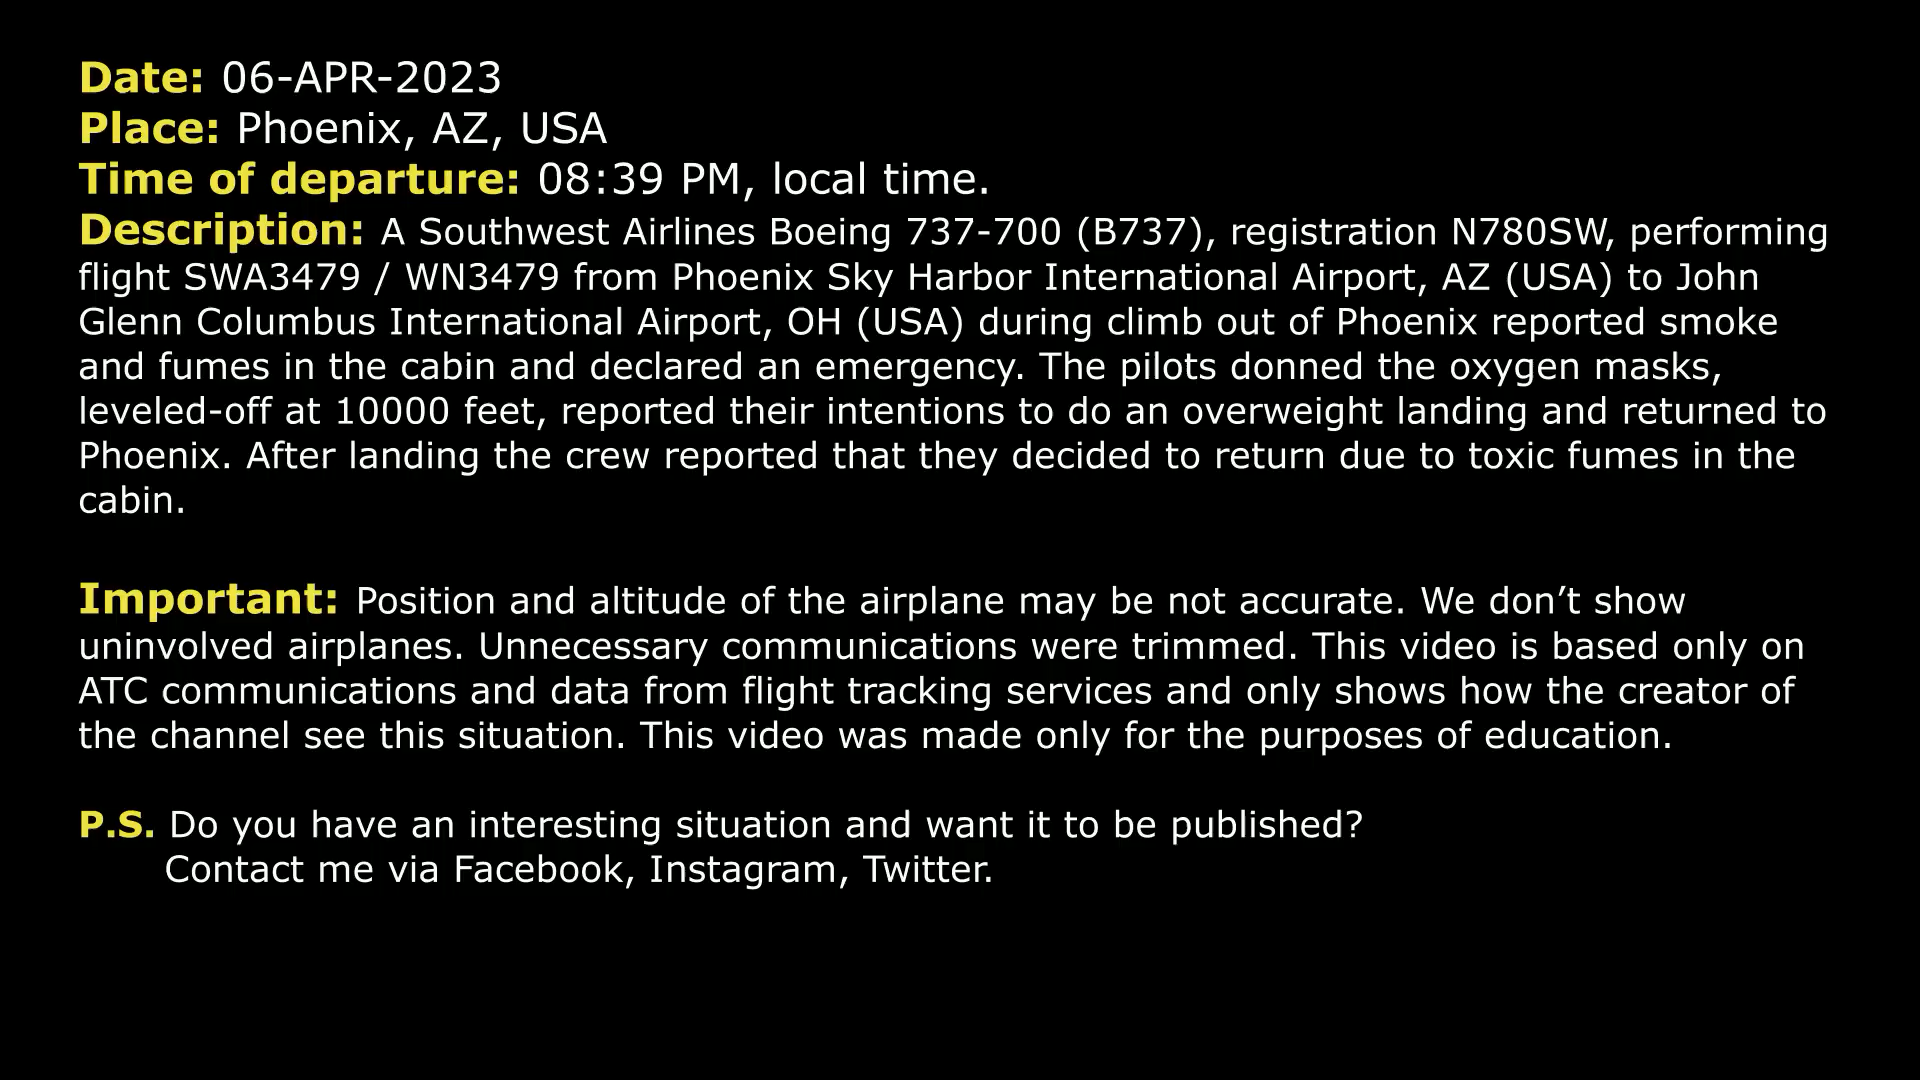 Date: 06-APR-2023
Place: Phoenix, AZ, USA
Time of departure: 08:39 PM, local time.
Description: A Southwest Airlines Boeing 737-700 (B737), registration N780SW, performing
flight SWA3479 / WN3479 from Phoenix Sky Harbor International Airport, AZ (USA) to John
Glenn Columbus International Airport, OH (USA) during climb out of Phoenix reported smoke
and fumes in the cabin and declared an emergency. The pilots donned the oxygen masks,
leveled-off at 10000 feet, reported their intentions to do an overweight landing and returned to
Phoenix. After landing the crew reported that they decided to return due to toxic fumes in the
cabin.
Important: Position and altitude of the airplane may be not accurate. We don’t show
uninvolved airplanes. Unnecessary communications were trimmed. This video is based only on
ATC communications and data from flight tracking services and only shows how the creator of
the channel see this situation. This video was made only for the purposes of education.
P.S. Do you have an interesting situation and want it to be published?
Contact me via Facebook, Instagram, Twitter.